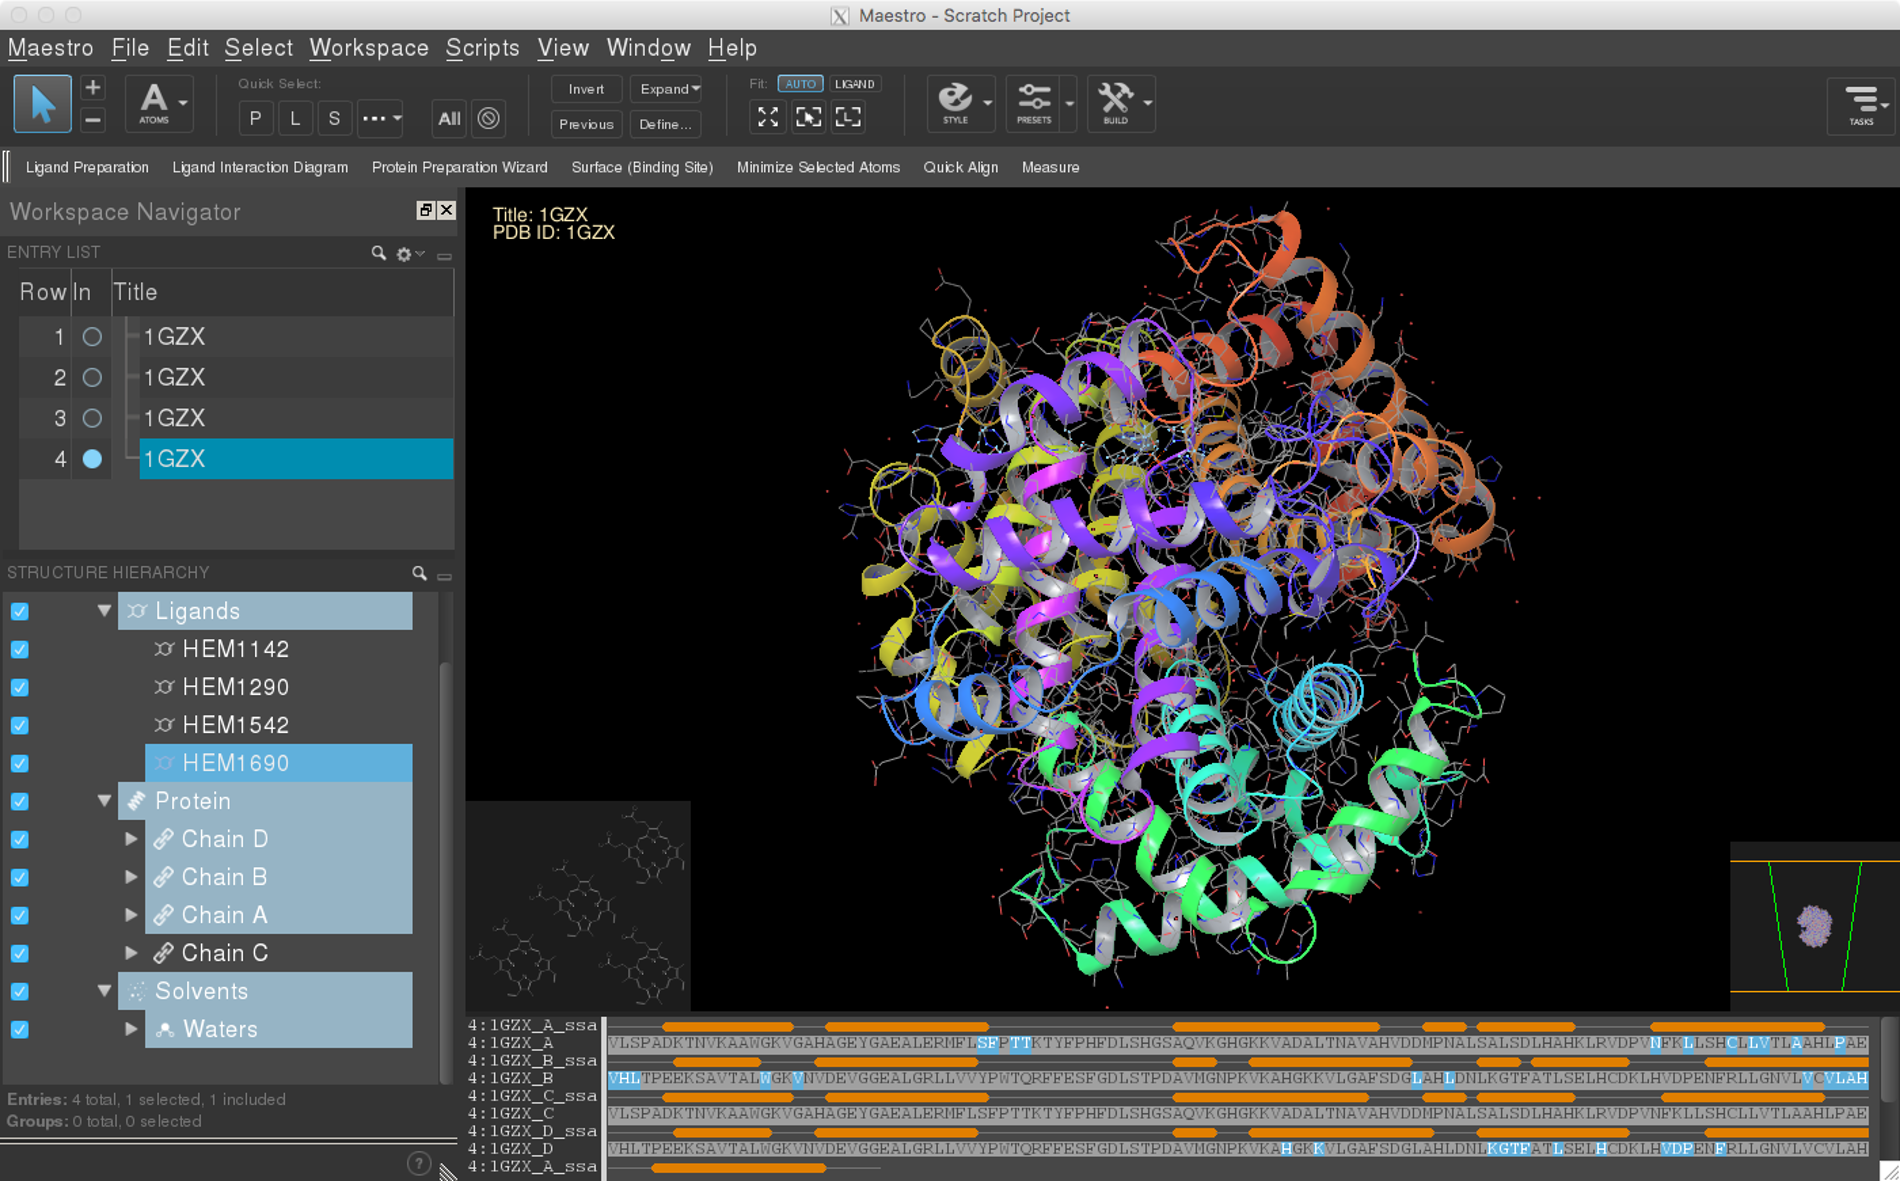 Maestro - Scratch Project
Maestro File Edit Select Workspace Scripts View Window Help
Quick Select:
Invert Expand
Fit: AUTO LIGAND
A ATOMS
P L S ... All
Previous Define...
STYLE PRESETS BUILD TASKS
Ligand Preparation Ligand Interaction Diagram Protein Preparation Wizard Surface (Binding Site) Minimize Selected Atoms Quick Align Measure
Workspace Navigator
ENTRY LIST
Row In Title
1 1GZX
2 1GZX
3 1GZX
4 1GZX
STRUCTURE HIERARCHY
Ligands
HEM1142
HEM1290
HEM1542
HEM1690
Protein
Chain D
Chain B
Chain A
Chain C
Solvents
Waters
Entries: 4 total, 1 selected, 1 included
Groups: 0 total, 0 selected
?
Title: 1GZX
PDB ID: 1GZX
4:1GZX_A_ssa
4:1GZX_A VLSPADKTNVKAAWGKVGAHAGEYGAEALERMFLSFPTTKTYFPHFDLSHGSAQVKGHGKKVADALTNAVAHVDDMPNALSALSDLHAHKLRVDPVNFKLLSHCLLVTLAAHLPAE
4:1GZX_B_ssa
4:1GZX_B VHLTPEEKSAVTALWGKVNVDEVGGEALGRLLVVYPWTQRFFESFGDLSTPDAVMGNPKVKAHGKKVLGAFSDGLAHLDNLKGTFATLSELHCDKLHVDPENFRLLGNVLVCVLAH
4:1GZX_C_ssa
4:1GZX_C VLSPADKTNVKAAWGKVGAHAGEYGAEALERMFLSFPTTKTYFPHFDLSHGSAQVKGHGKKVADALTNAVAHVDDMPNALSALSDLHAHKLRVDPVNFKLLSHCLLVTLAAHLPAE
4:1GZX_D_ssa
4:1GZX_D VHLTPEEKSAVTALWGKVNVDEVGGEALGRLLVVYPWTQRFFESFGDLSTPDAVMGNPKVKAHGKKVLGAFSDGLAHLDNLKGTFATLSELHCDKLHVDPENFRLLGNVLVCVLAH
4:1GZX_A_ssa